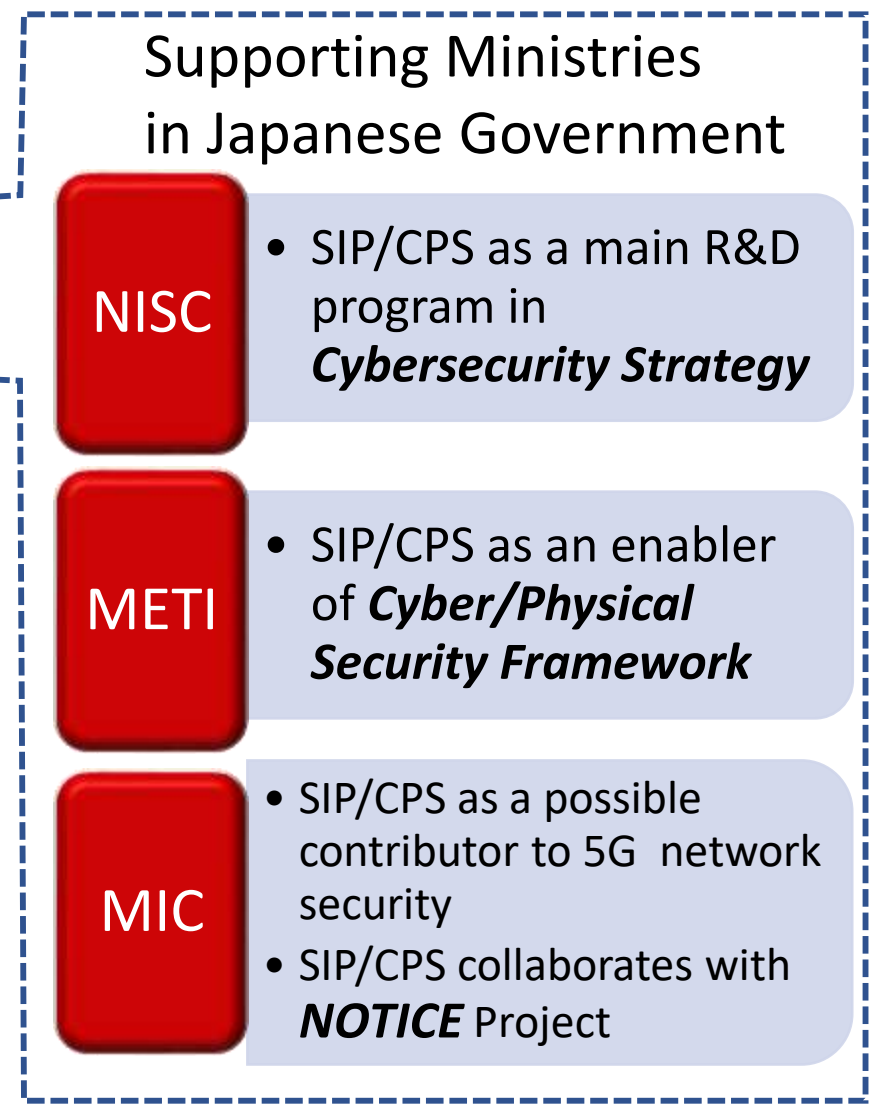 Supporting Ministries
in Japanese Government
NISC
• SIP/CPS as a main R&D
program in
Cybersecurity Strategy
METI
• SIP/CPS as an enabler
of Cyber/Physical
Security Framework
MIC
• SIP/CPS as a possible
contributor to 5G  network
security
• SIP/CPS collaborates with
NOTICE Project